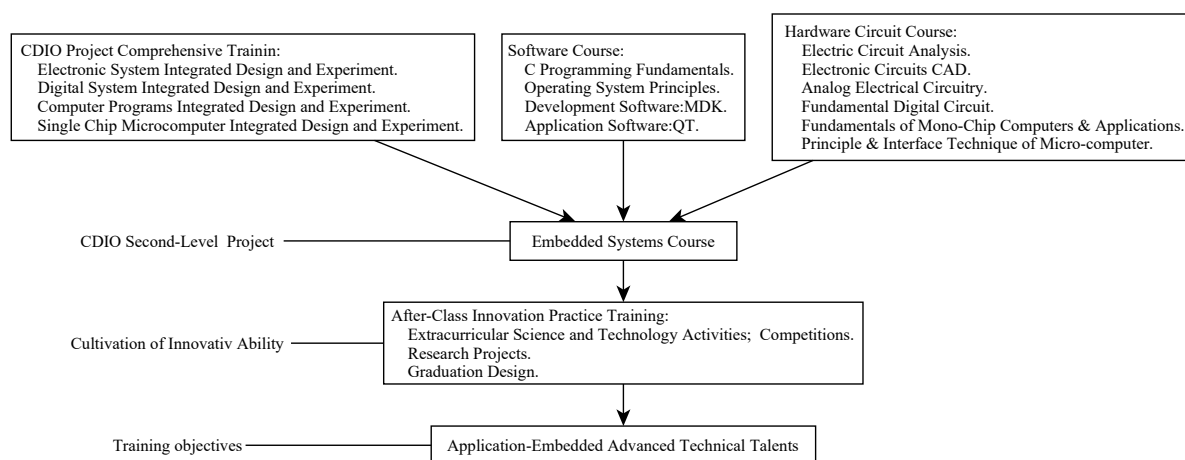 CDIO Project Comprehensive Trainin:
Electronic System Integrated Design and Experiment.
Digital System Integrated Design and Experiment.
Computer Programs Integrated Design and Experiment.
Single Chip Microcomputer Integrated Design and Experiment.
Software Course:
C Programming Fundamentals.
Operating System Principles.
Development Software:MDK.
Application Software:QT.
Hardware Circuit Course:
Electric Circuit Analysis.
Electronic Circuits CAD.
Analog Electrical Circuitry.
Fundamental Digital Circuit.
Fundamentals of Mono-Chip Computers & Applications.
Principle & Interface Technique of Micro-computer.
CDIO Second-Level Project
Embedded Systems Course
Cultivation of Innovativ Ability
After-Class Innovation Practice Training:
Extracurricular Science and Technology Activities; Competitions.
Research Projects.
Graduation Design.
Training objectives
Application-Embedded Advanced Technical Talents